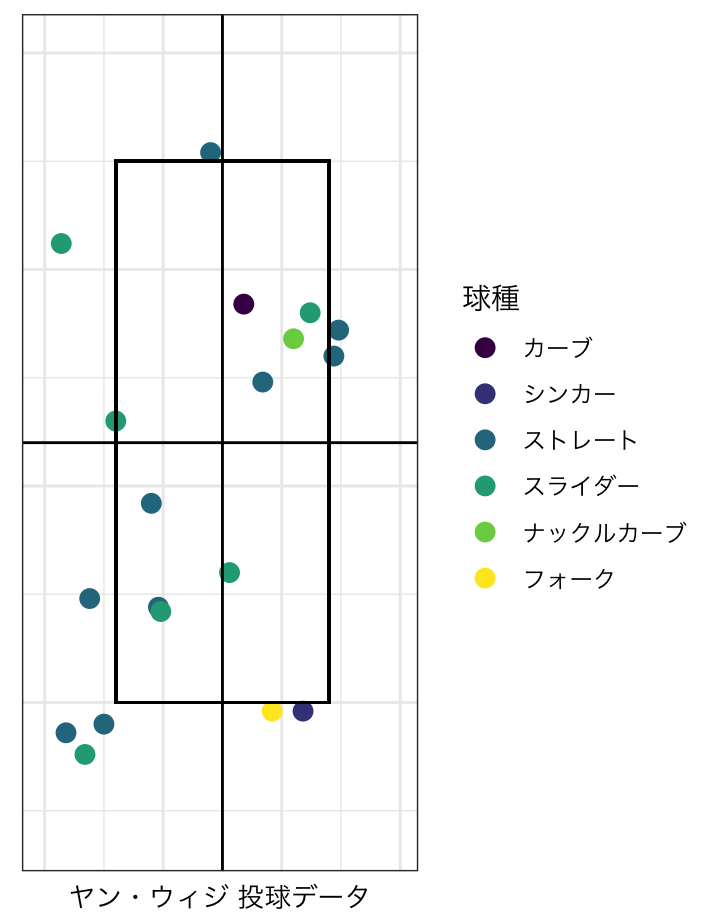 球種
カーブ
シンカー
ストレート
スライダー
ナックルカーブ
フォーク
ヤン・ウィジ 投球データ